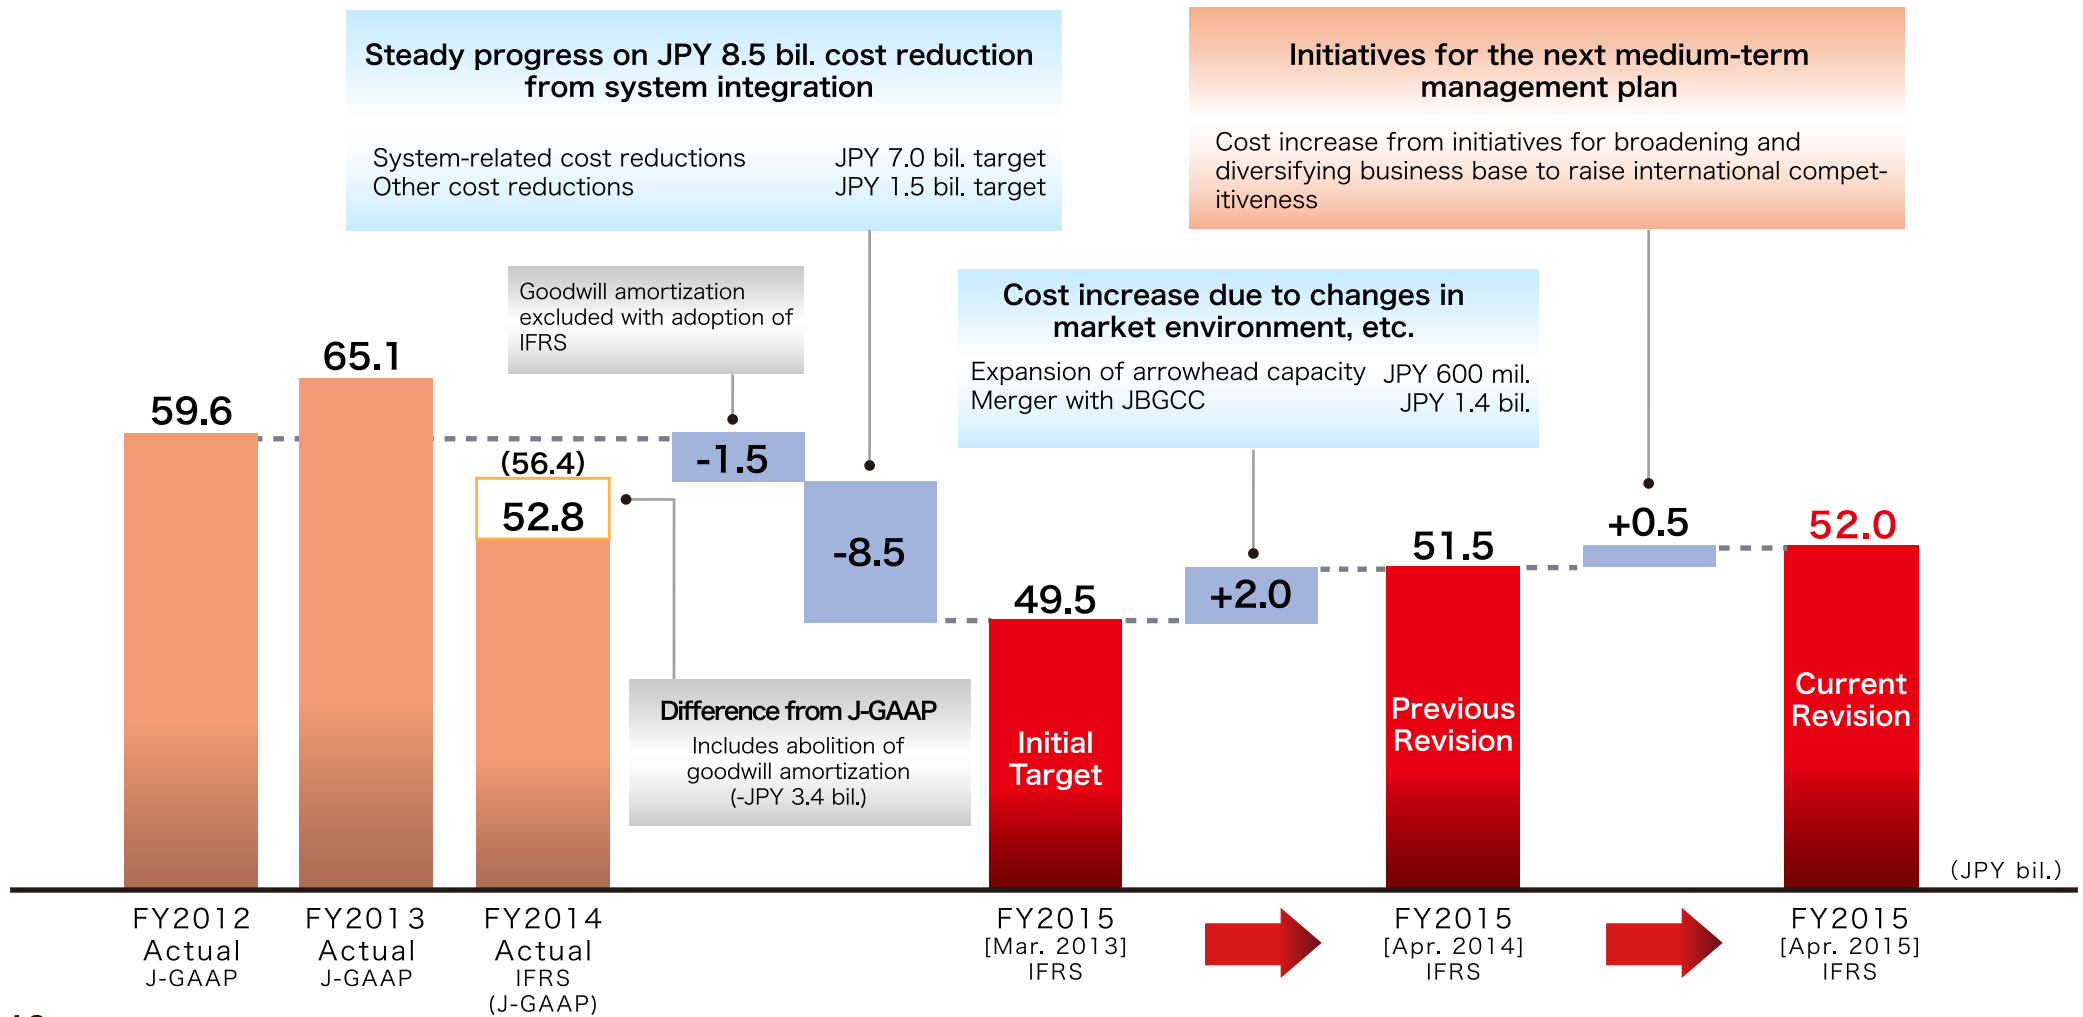 Steady progress on JPY 8.5 bil. cost reduction
from system integration
System-related cost reductions JPY 7.0 bil. target
Other cost reductions JPY 1.5 bil. target
Initiatives for the next medium-term
management plan
Cost increase from initiatives for broadening and
diversifying business base to raise international compet-
itiveness
Goodwill amortization
excluded with adoption of
IFRS
Cost increase due to changes in
market environment, etc.
Expansion of arrowhead capacity JPY 600 mil.
Merger with JBGCC JPY 1.4 bil.
59.6
65.1
(56.4)
52.8
-1.5
-8.5
49.5
+2.0
51.5
+0.5
52.0
Difference from J-GAAP
Includes abolition of
goodwill amortization
(-JPY 3.4 bil.)
Initial
Target
Previous
Revision
Current
Revision
(JPY bil.)
FY2012
Actual
J-GAAP
FY2013
Actual
J-GAAP
FY2014
Actual
IFRS
(J-GAAP)
FY2015
[Mar. 2013]
IFRS
FY2015
[Apr. 2014]
IFRS
FY2015
[Apr. 2015]
IFRS